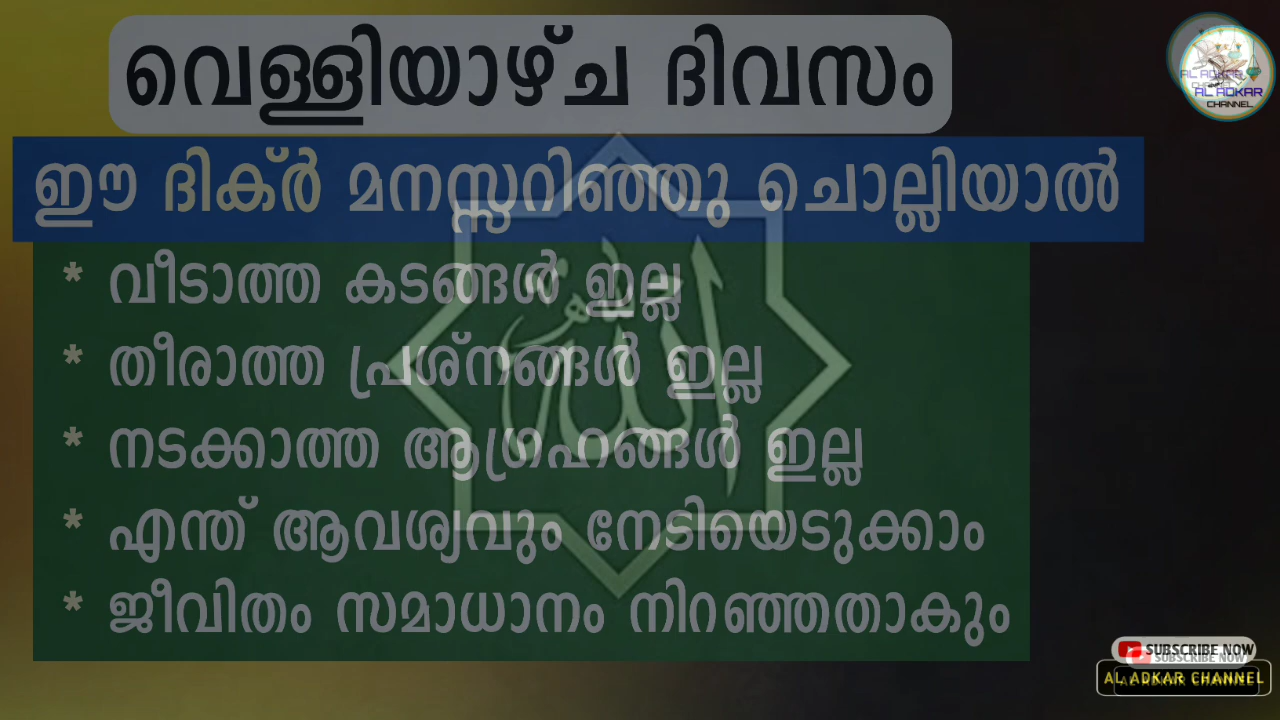 വെള്ളിയാഴ്ച ദിവസം
AL ADKAR
CHANNEL
ഈ ദിക്ർ മനസ്സറിഞ്ഞു ചൊല്ലിയാൽ
* വീടാത്ത കടങ്ങൾ ഇല്ല
* തീരാത്ത പ്രശ്നങ്ങൾ ഇല്ല
* നടക്കാത്ത ആഗ്രഹങ്ങൾ ഇല്ല
* എന്ത് ആവശ്യവും നേടിയെടുക്കാം
* ജീവിതം സമാധാനം നിറഞ്ഞതാകും
الله
SUBSCRIBE NOW
AL ADKAR CHANNEL